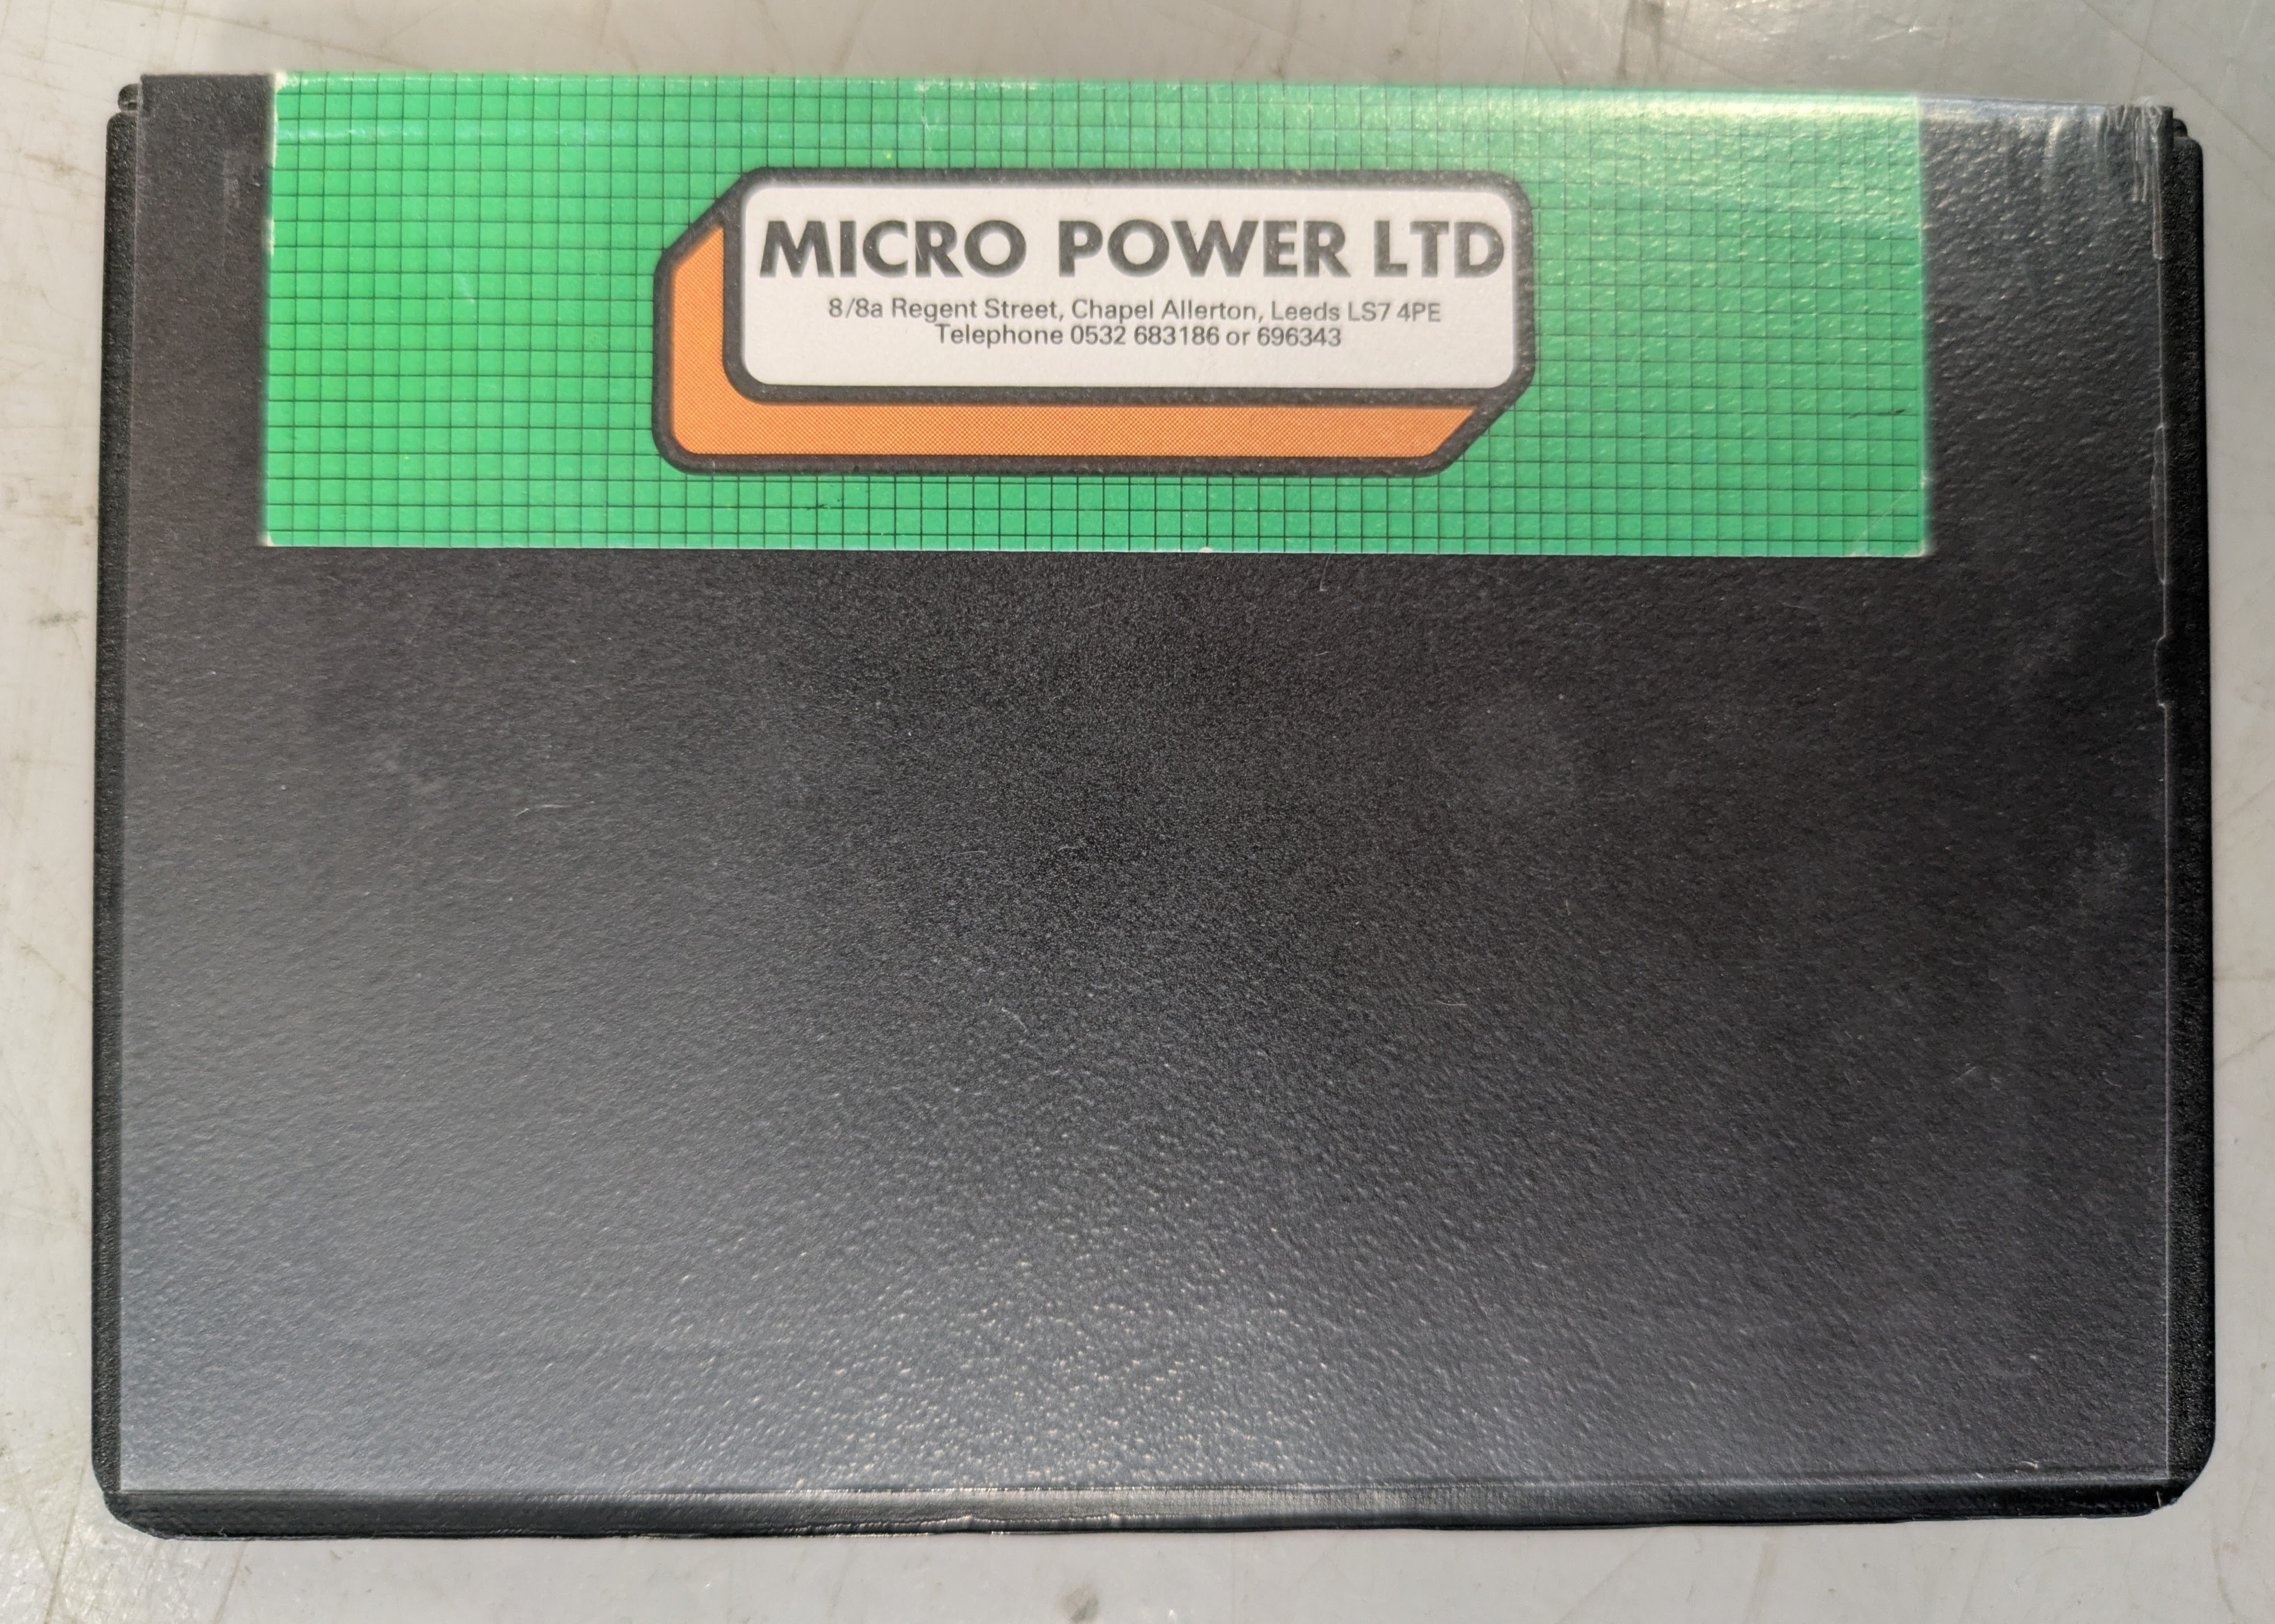 MICRO POWER LTD
8/8a Regent Street, Chapel Allerton, Leeds LS7 4PE
Telephone 0532 683186 or 696343